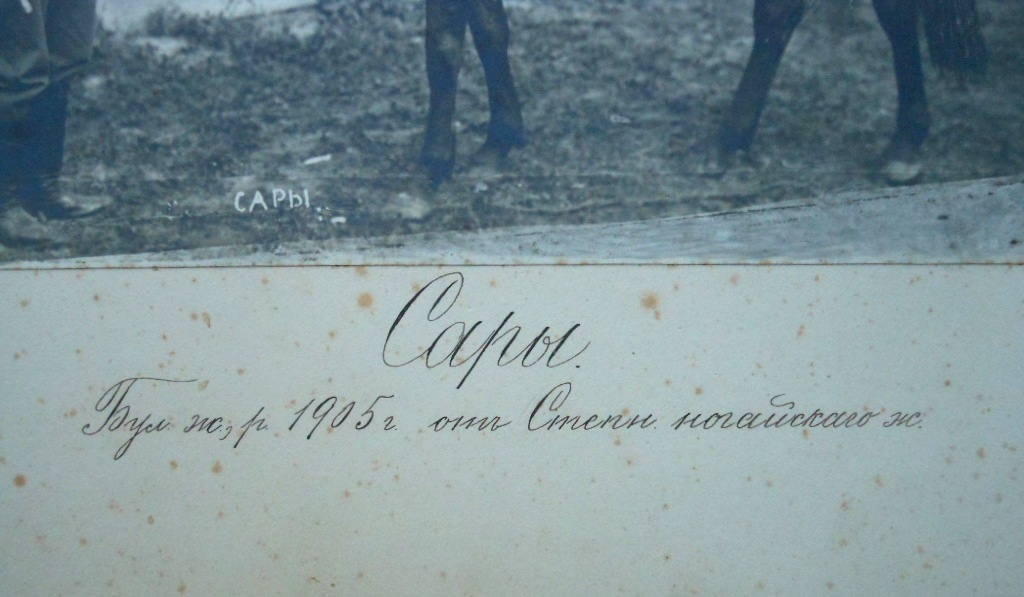 САРЫ
Сары.
Бул. ж., р. 1905 г. отъ Степн. ногайскаго ж.